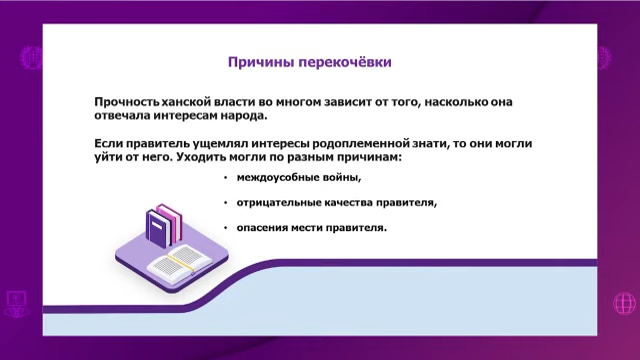 Причины перекочёвки
Прочность ханской власти во многом зависит от того, насколько она
отвечала интересам народа.
Если правитель ущемлял интересы родоплеменной знати, то они могли
уйти от него. Уходить могли по разным причинам:
• междоусобные войны,
• отрицательные качества правителя,
• опасения мести правителя.